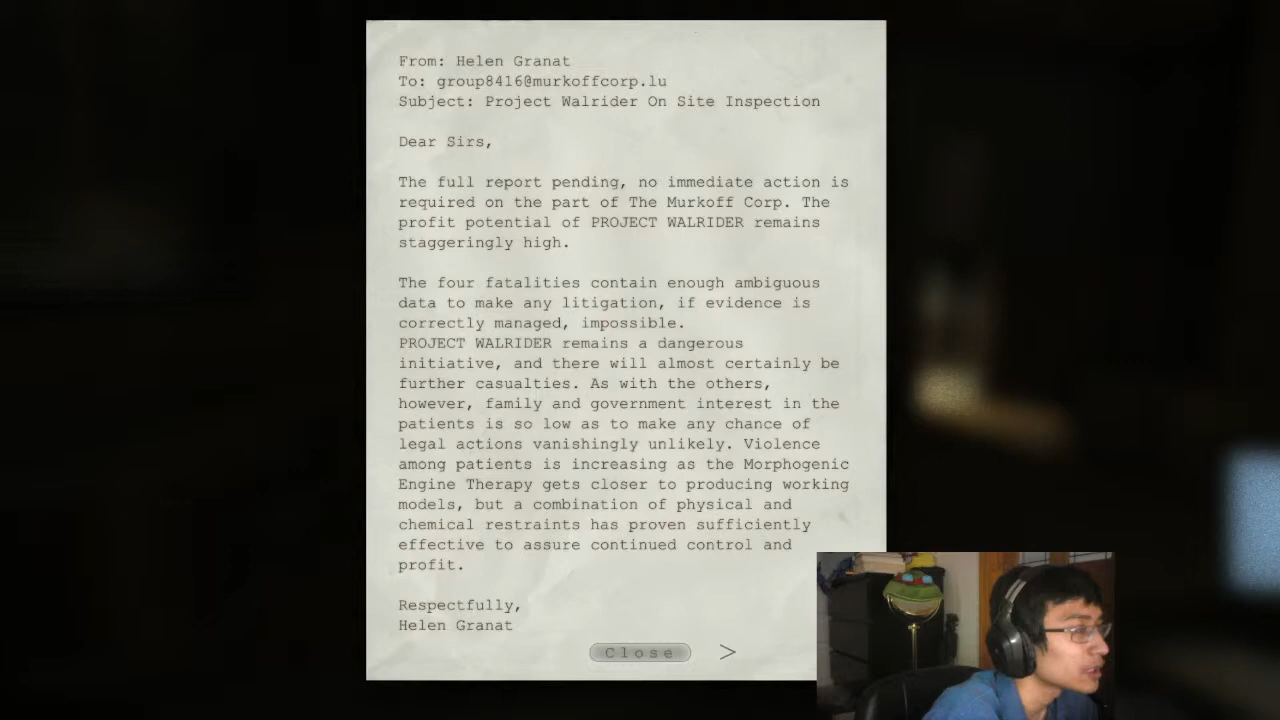 From: Helen Granat
To: group8416@murkoffcorp.lu
Subject: Project Walrider On Site Inspection
Dear Sirs,
The full report pending, no immediate action is
required on the part of The Murkoff Corp. The
profit potential of PROJECT WALRIDER remains
staggeringly high.
The four fatalities contain enough ambiguous
data to make any litigation, if evidence is
correctly managed, impossible.
PROJECT WALRIDER remains a dangerous
initiative, and there will almost certainly be
further casualties. As with the others,
however, family and government interest in the
patients is so low as to make any chance of
legal actions vanishingly unlikely. Violence
among patients is increasing as the Morphogenic
Engine Therapy gets closer to producing working
models, but a combination of physical and
chemical restraints has proven sufficiently
effective to assure continued control and
profit.
Respectfully,
Helen Granat
Close >